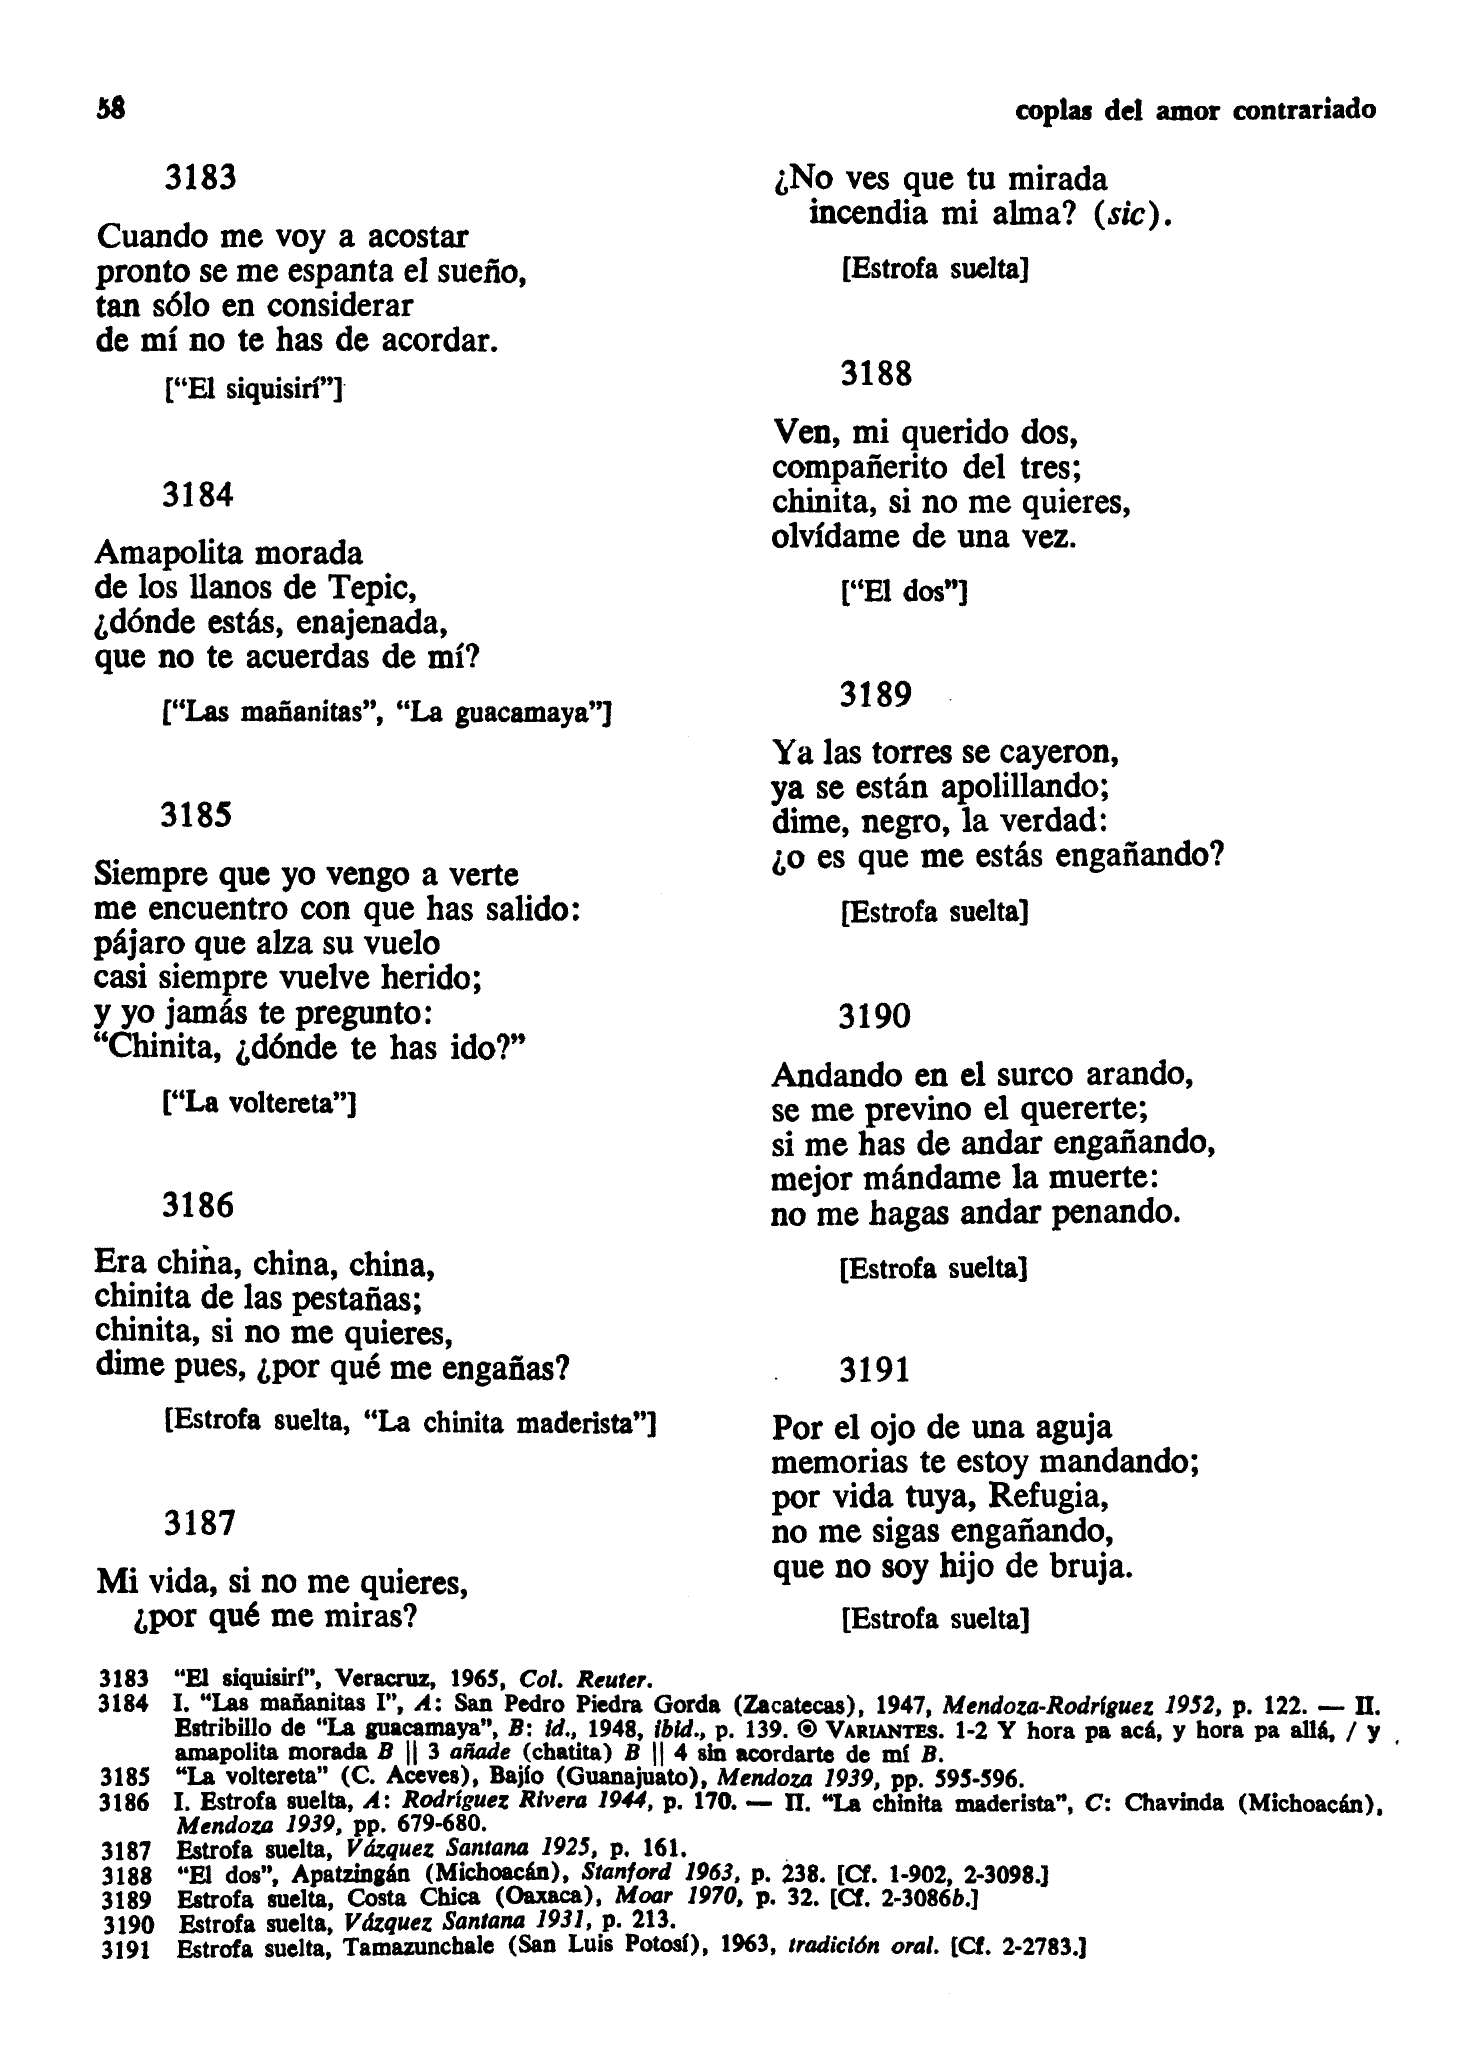 58
coplas del amor contrariado
3183
Cuando me voy a acostar
pronto se me espanta el sueño,
tan sólo en considerar
de mí no te has de acordar.
[“El siquisirí”]
3184
Amapolita morada
de los llanos de Tepic,
¿dónde estás, enajenada,
que no te acuerdas de mí?
[“Las mañanitas”, “La guacamaya”]
3185
Siempre que yo vengo a verte
me encuentro con que has salido:
pájaro que alza su vuelo
casi siempre vuelve herido;
y yo jamás te pregunto:
“Chinita, ¿dónde te has ido?”
[“La voltereta”]
3186
Era china, china, china,
chinita de las pestañas;
chinita, si no me quieres,
dime pues, ¿por qué me engañas?
[Estrofa suelta, “La chinita maderista”]
3187
Mi vida, si no me quieres,
¿por qué me miras?
¿No ves que tu mirada
incendia mi alma? (sic).
[Estrofa suelta]
3188
Ven, mi querido dos,
compañerito del tres;
chinita, si no me quieres,
olvídame de una vez.
[“El dos”]
3189
Ya las torres se cayeron,
ya se están apolillando;
dime, negro, la verdad:
¿o es que me estás engañando?
[Estrofa suelta]
3190
Andando en el surco arando,
se me previno el quererte;
si me has de andar engañando,
mejor mándame la muerte:
no me hagas andar penando.
[Estrofa suelta]
3191
Por el ojo de una aguja
memorias te estoy mandando;
por vida tuya, Refugia,
no me sigas engañando,
que no soy hijo de bruja.
[Estrofa suelta]
3183 “El siquisirí”, Veracruz, 1965, Col. Reuter.
3184 I. “Las mañanitas I”, A: San Pedro Piedra Gorda (Zacatecas), 1947, Mendoza-Rodríguez 1952, p. 122. — II.
Estribillo de “La guacamaya”, B: id., 1948, ibid., p. 139. ⊙ VARIANTES. 1-2 Y hora pa acá, y hora pa allá, / y
amapolita morada B || 3 añade (chatita) B || 4 sin acordarte de mí B.
3185 “La voltereta” (C. Aceves), Bajío (Guanajuato), Mendoza 1939, pp. 595-596.
3186 I. Estrofa suelta, A: Rodríguez Rivera 1944, p. 170. — II. “La chinita maderista”, C: Chavinda (Michoacán),
Mendoza 1939, pp. 679-680.
3187 Estrofa suelta, Vázquez Santana 1925, p. 161.
3188 “El dos”, Apatzingán (Michoacán), Stanford 1963, p. 238. [Cf. 1-902, 2-3098.]
3189 Estrofa suelta, Costa Chica (Oaxaca), Moar 1970, p. 32. [Cf. 2-3086b.]
3190 Estrofa suelta, Vázquez Santana 1931, p. 213.
3191 Estrofa suelta, Tamazunchale (San Luis Potosí), 1963, tradición oral. [Cf. 2-2783.]